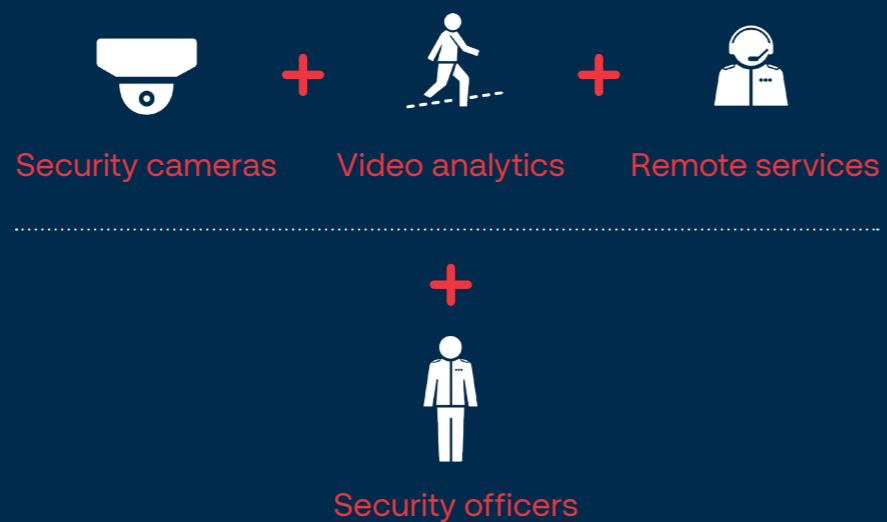 Security cameras
Video analytics
Remote services
Security officers